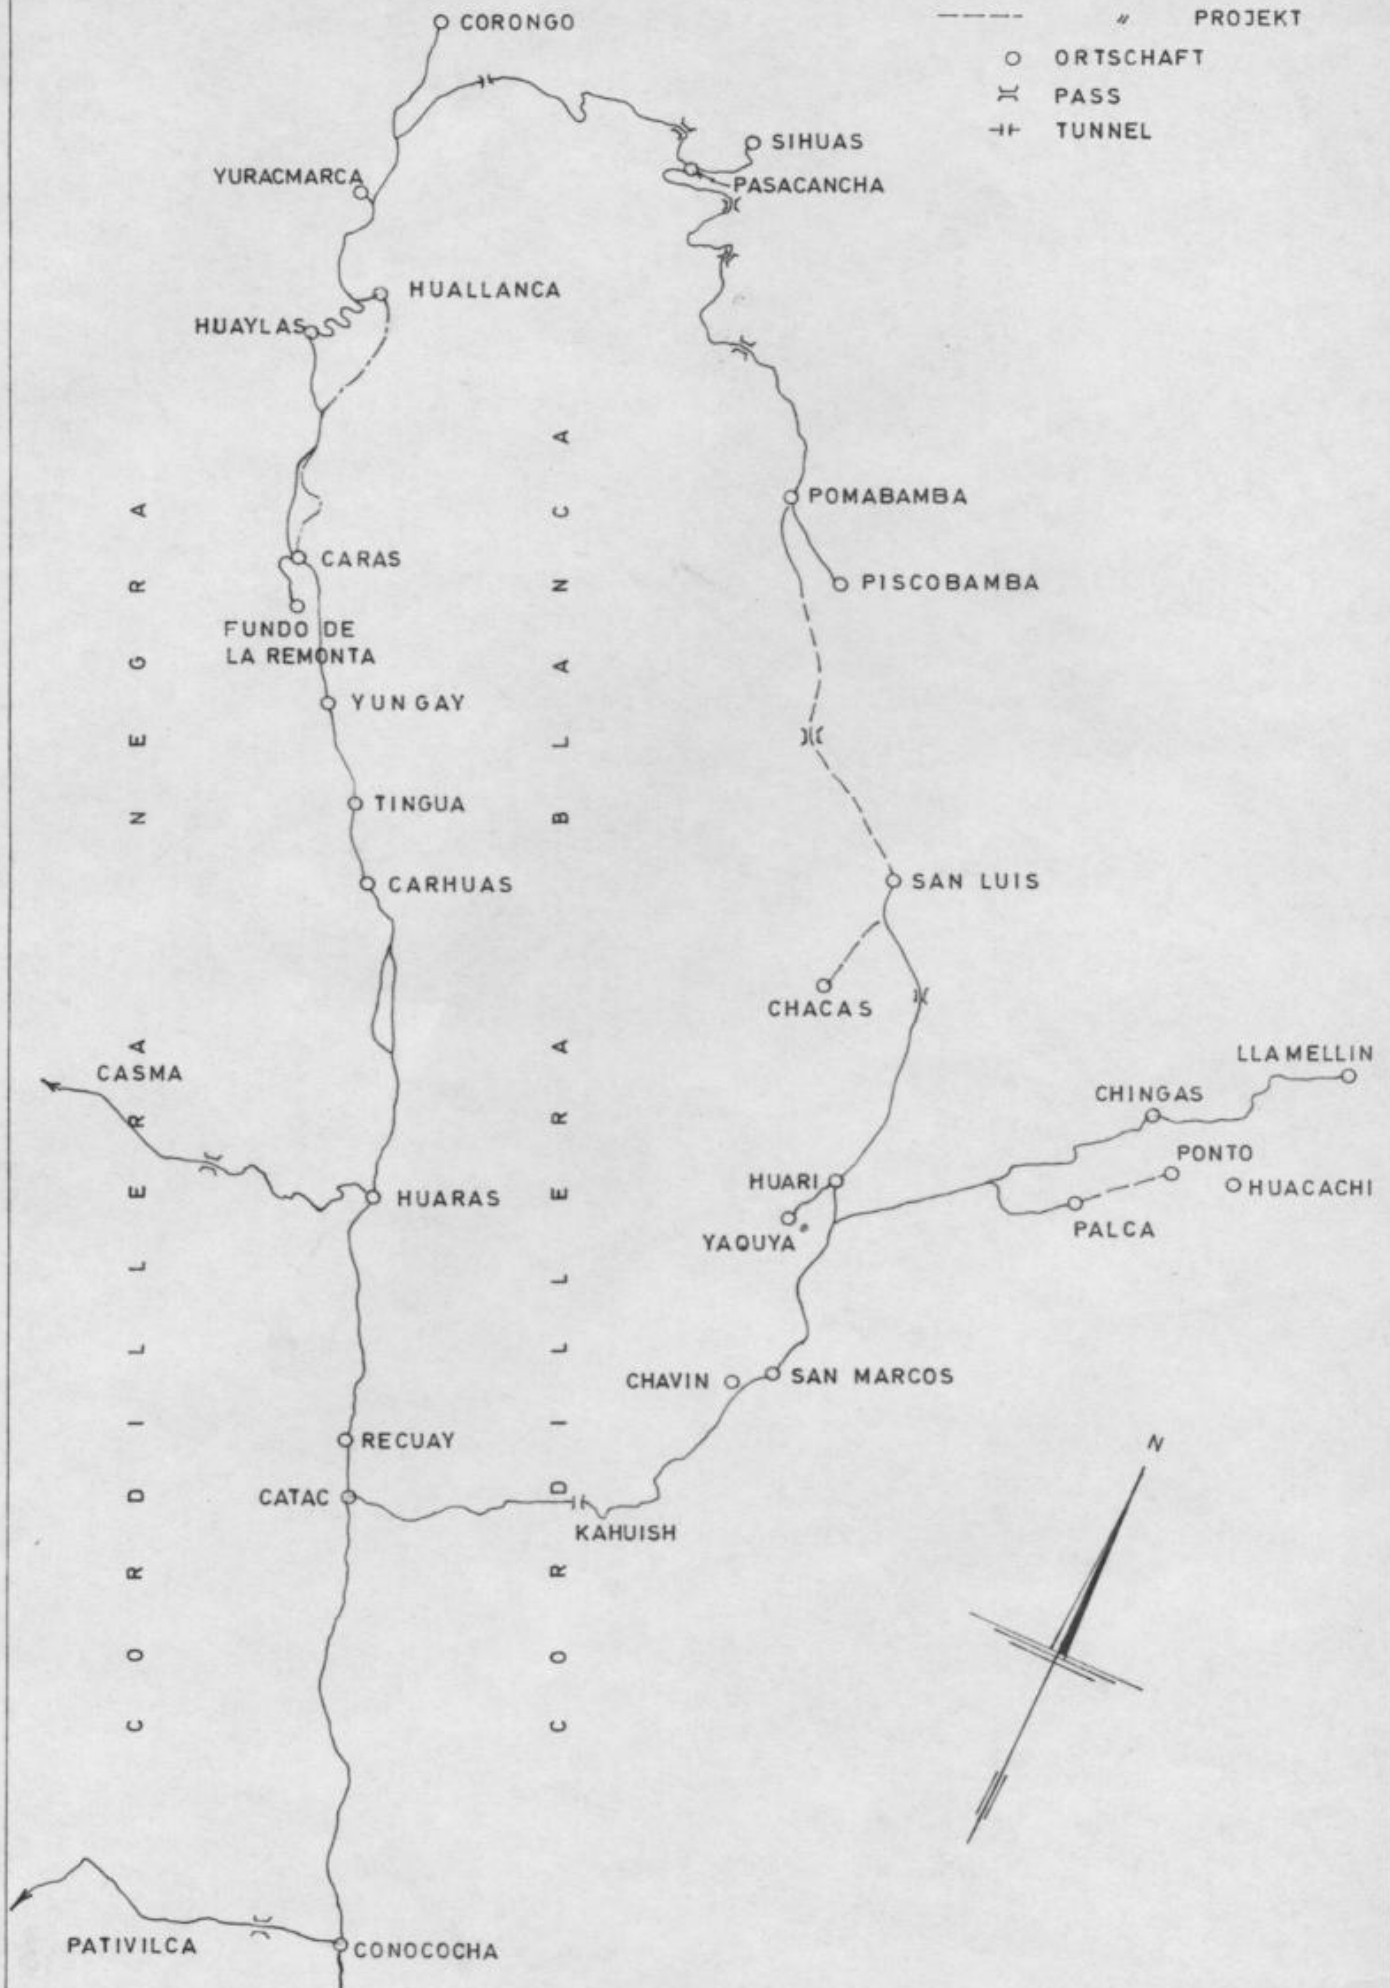 CORONGO
〃 PROJEKT
ORTSCHAFT
PASS
TUNNEL
SIHUAS
YURACMARCA
PASACANCHA
HUALLANCA
HUAYLAS
POMABAMBA
CARAS
PISCOBAMBA
FUNDO DE
LA REMONTA
YUNGAY
TINGUA
CARHUAS
SAN LUIS
CHACAS
CASMA
LLAMELLIN
CHINGAS
PONTO
HUARI
HUACACHI
HUARAS
YAQUYA
PALCA
CHAVIN
SAN MARCOS
RECUAY
CATAC
KAHUISH
N
PATIVILCA
CONOCOCHA
CORDILLERA NEGRA
CORDILLERA BLANCA